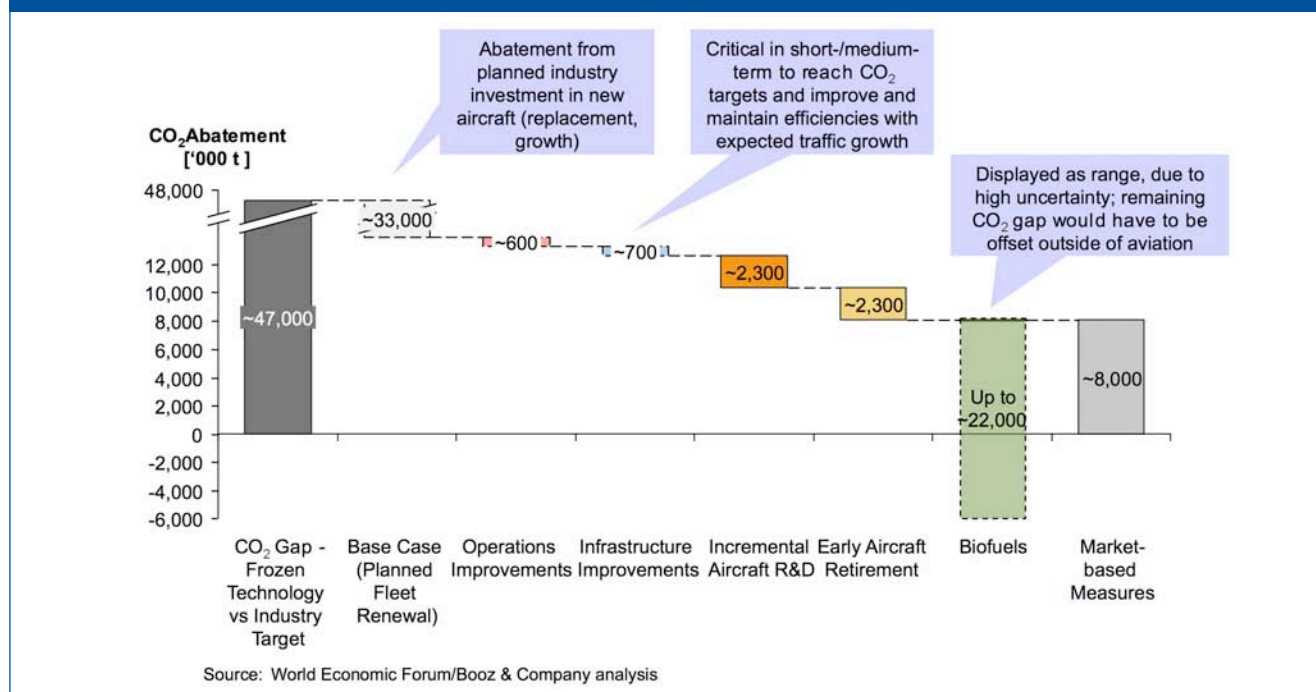 Abatement from
planned industry
investment in new
aircraft (replacement,
growth)
Critical in short-/medium-
term to reach CO₂
targets and improve and
maintain efficiencies with
expected traffic growth
Displayed as range, due to
high uncertainty; remaining
CO₂ gap would have to be
offset outside of aviation
CO₂Abatement
['000 t ]
48,000
12,000
10,000
8,000
6,000
4,000
2,000
0
-2,000
-4,000
-6,000
~47,000
~33,000
~600
~700
~2,300
~2,300
Up to
~22,000
~8,000
CO₂ Gap -
Frozen
Technology
vs Industry
Target
Base Case
(Planned
Fleet
Renewal)
Operations
Improvements
Infrastructure
Improvements
Incremental
Aircraft R&D
Early Aircraft
Retirement
Biofuels
Market-
based
Measures
Source: World Economic Forum/Booz & Company analysis